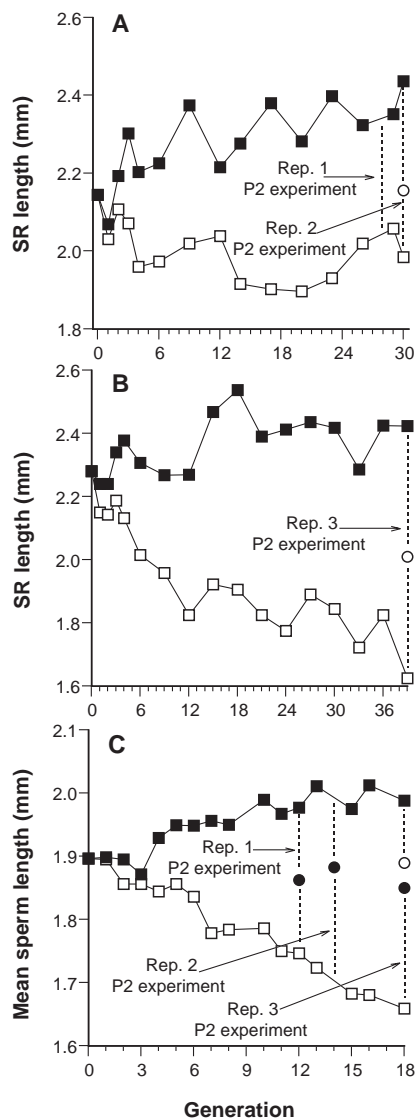 A
SR length (mm)
2.6
2.4
2.2
2.0
1.8
Rep. 1
P2 experiment
Rep. 2
P2 experiment
0 6 12 18 24 30
B
SR length (mm)
2.6
2.4
2.2
2.0
1.8
1.6
Rep. 3
P2 experiment
0 6 12 18 24 30 36
C
Mean sperm length (mm)
2.1
2.0
1.9
1.8
1.7
1.6
Rep. 1
P2 experiment
Rep. 2
P2 experiment
Rep. 3
P2 experiment
0 3 6 9 12 15 18
Generation